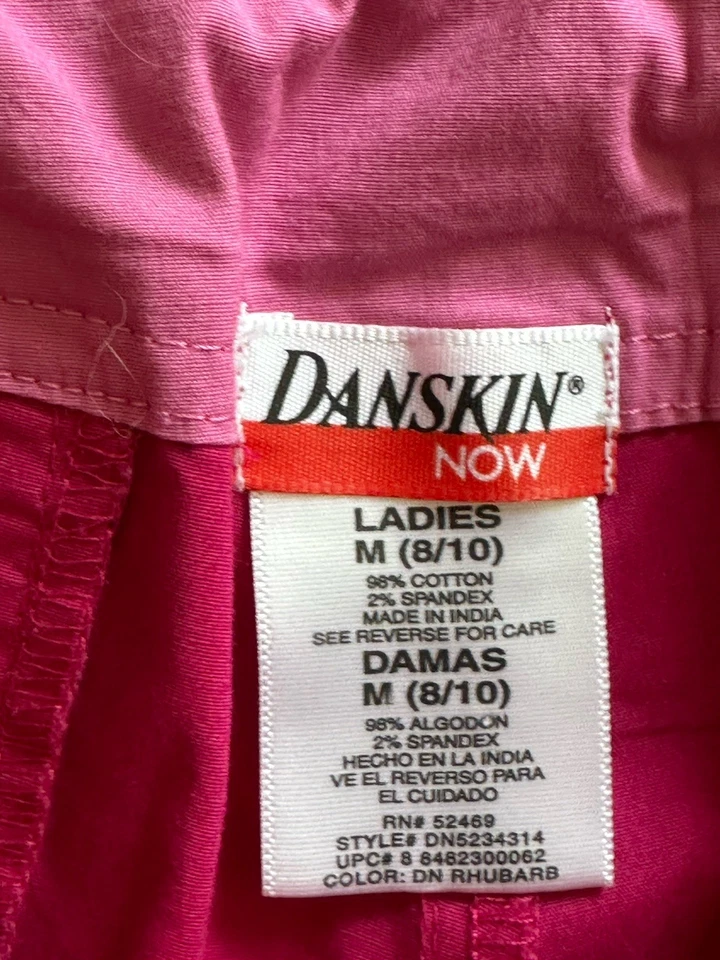 DANSKIN®
NOW
LADIES
M (8/10)
98% COTTON
2% SPANDEX
MADE IN INDIA
SEE REVERSE FOR CARE
DAMAS
M (8/10)
98% ALGODON
2% SPANDEX
HECHO EN LA INDIA
VE EL REVERSO PARA
EL CUIDADO
RN# 52469
STYLE# DN5234314
UPC# 8 8482300062
COLOR: DN RHUBARB